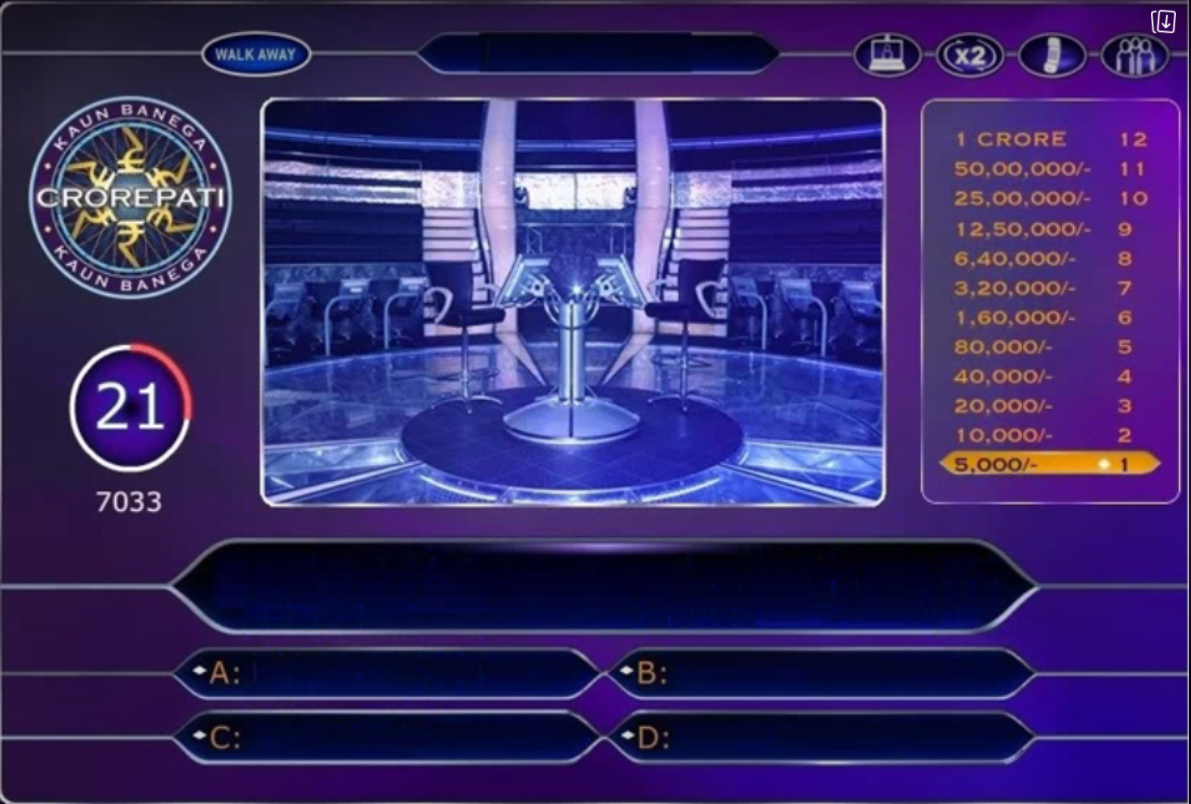 WALK AWAY
x2
KAUN BANEGA
CROREPATI
KAUN BANEGA
21
7033
1 CRORE 12
50,00,000/- 11
25,00,000/- 10
12,50,000/- 9
6,40,000/- 8
3,20,000/- 7
1,60,000/- 6
80,000/- 5
40,000/- 4
20,000/- 3
10,000/- 2
5,000/- 1
A:
B:
C:
D: